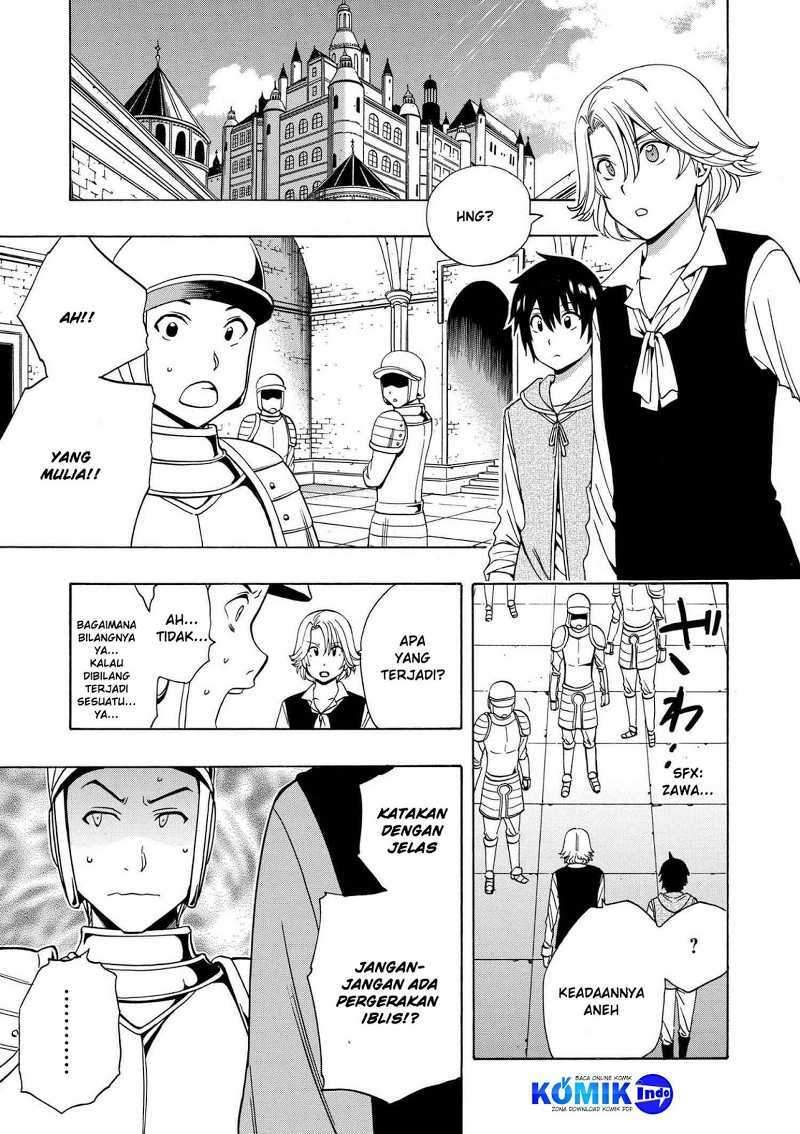 HNG?
AH!!
YANG
MULIA!!
ザワ…
SFX:
ZAWA...
?
KEADAANNYA
ANEH
APA
YANG
TERJADI?
AH...
TIDAK...
BAGAIMANA
BILANGNYA
YA...
KALAU
DIBILANG
TERJADI
SESUATU...
YA...
KATAKAN
DENGAN
JELAS
JANGAN-
JANGAN ADA
PERGERAKAN
IBLIS!?
.........
BACA ONLINE KOMIK
KOMIK Indo
ZONA DOWNLOAD KOMIK PDF